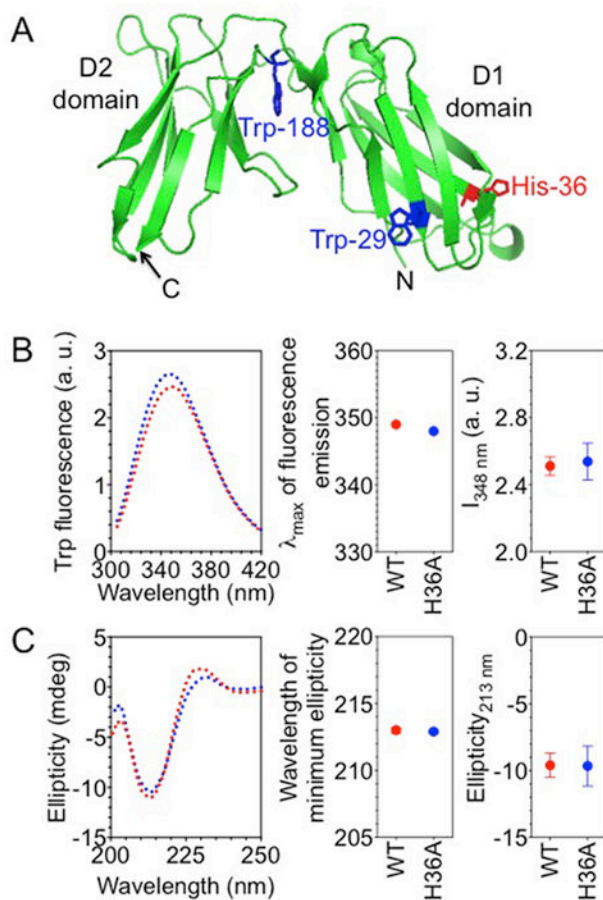 A
D2
domain
D1
domain
Trp-188
His-36
Trp-29
N
C
B
Trp fluorescence (a. u.)
3
2
1
0
300 340 380 420
Wavelength (nm)
λmax of fluorescence
emission
360
350
340
330
WT
H36A
I348 nm (a. u.)
3.2
2.8
2.4
2.0
WT
H36A
C
Ellipticity (mdeg)
5
0
-5
-10
-15
200 225 250
Wavelength (nm)
Wavelength of
minimum ellipticity
220
215
210
205
WT
H36A
Ellipticity213 nm
0
-5
-10
-15
WT
H36A